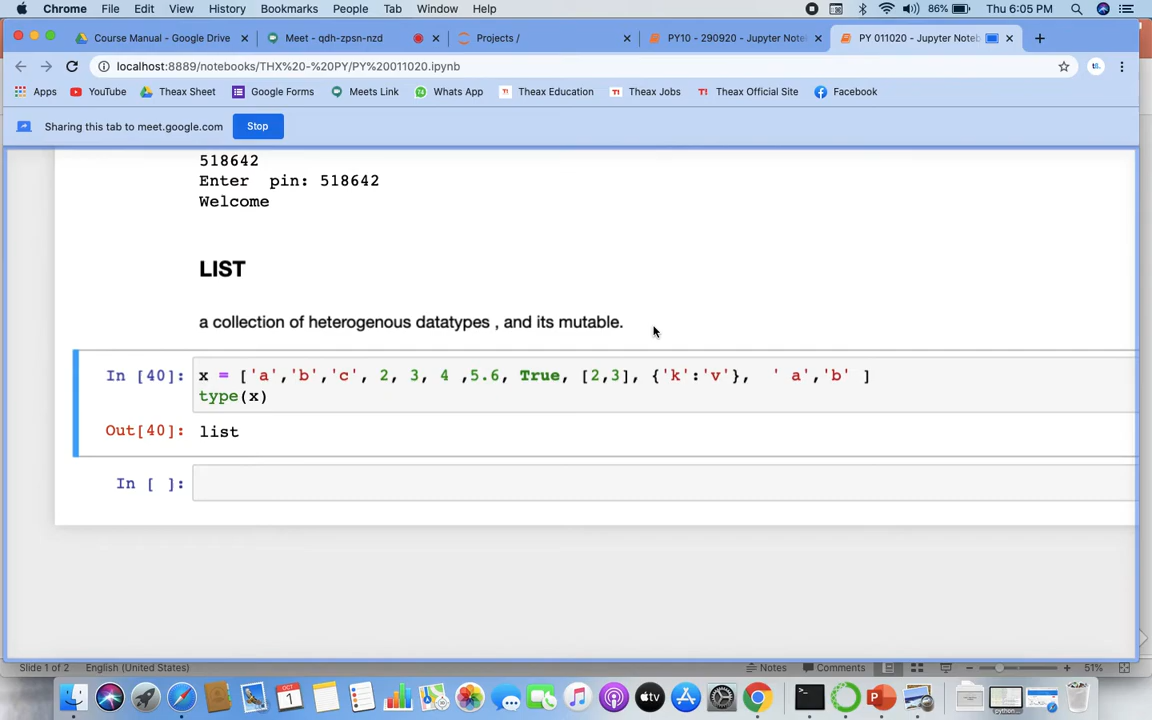 Chrome File Edit View History Bookmarks People Tab Window Help 86% Thu 6:05 PM
Course Manual - Google Drive Meet - qdh-zpsn-nzd Projects / PY10 - 290920 - Jupyter Note PY 011020 - Jupyter Noteb
localhost:8889/notebooks/THX%20-%20PY/PY%20011020.ipynb
Apps YouTube Theax Sheet Google Forms Meets Link Whats App Theax Education Theax Jobs Theax Official Site Facebook
Sharing this tab to meet.google.com Stop
518642
Enter  pin: 518642
Welcome
LIST
a collection of heterogenous datatypes , and its mutable.
In [40]: x = ['a','b','c', 2, 3, 4 ,5.6, True, [2,3], {'k':'v'},  ' a','b' ]
type(x)
Out[40]: list
In [ ]:
Slide 1 of 2 English (United States) Notes Comments 51%